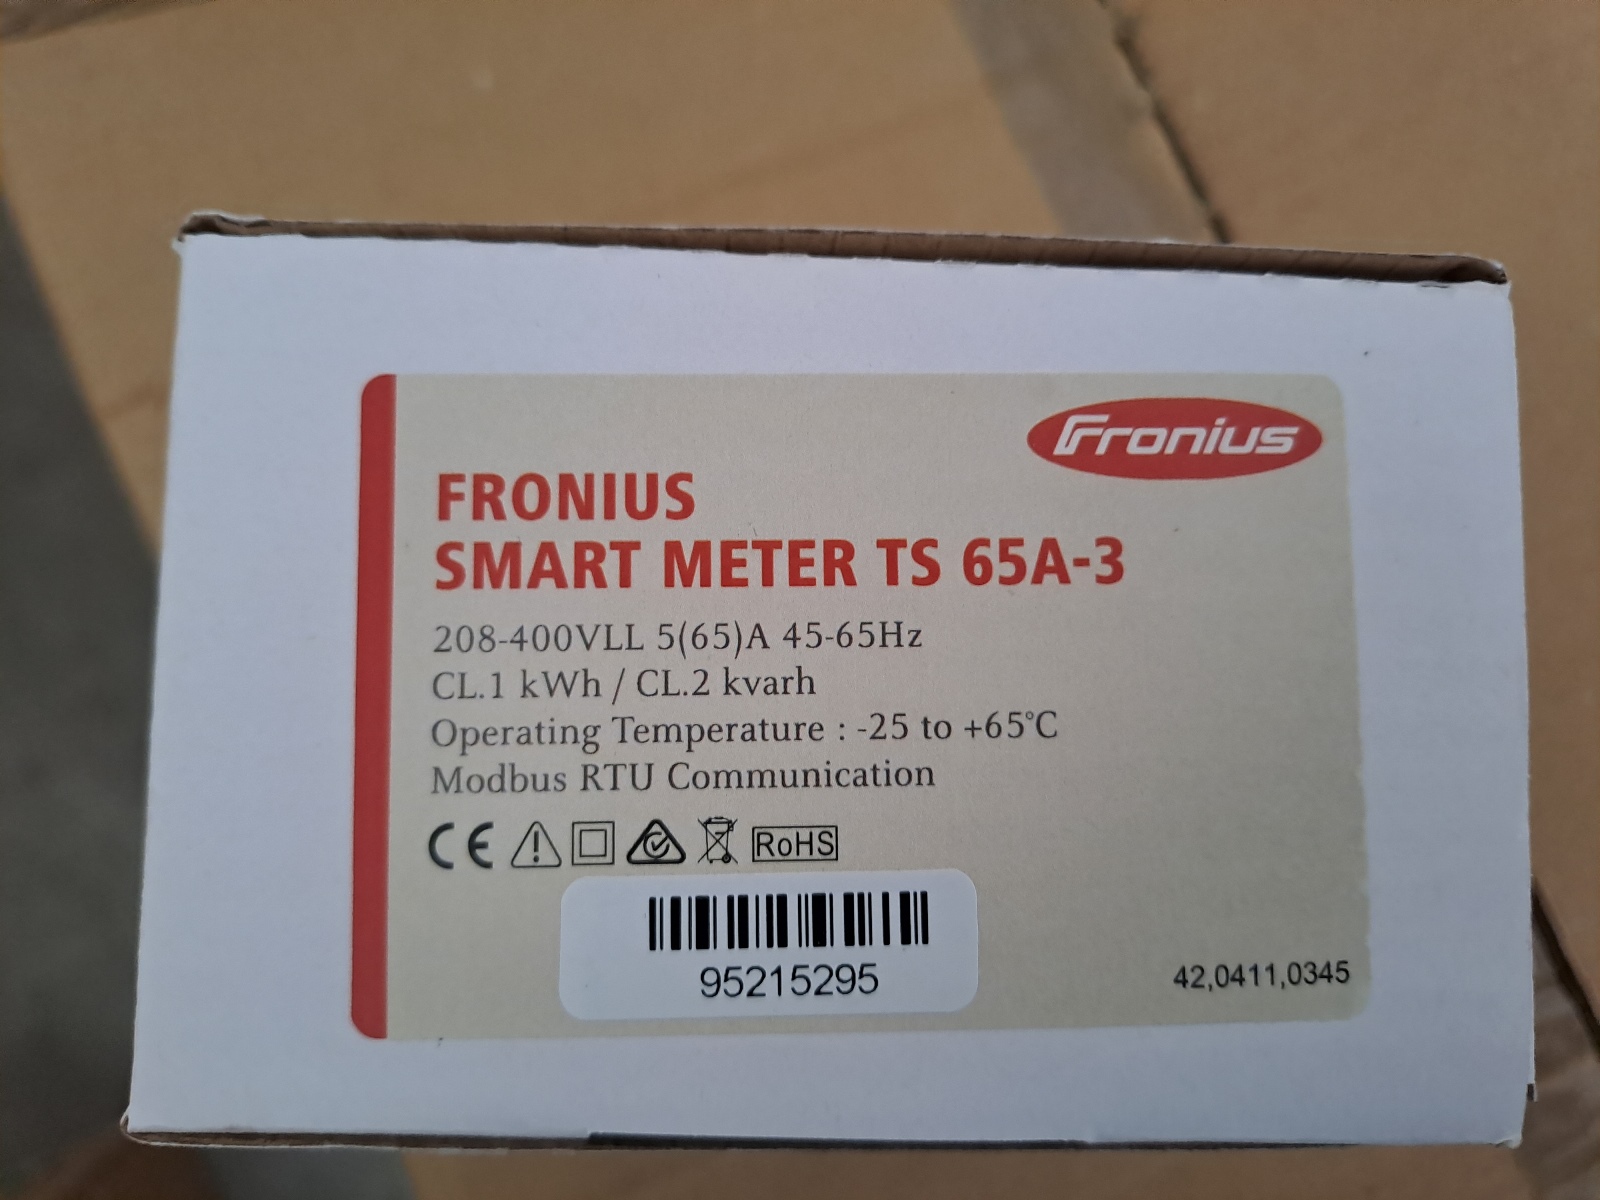 Fronius
FRONIUS
SMART METER TS 65A-3
208-400VLL 5(65)A 45-65Hz
CL.1 kWh / CL.2 kvarh
Operating Temperature : -25 to +65°C
Modbus RTU Communication
CE RoHS
95215295
42,0411,0345